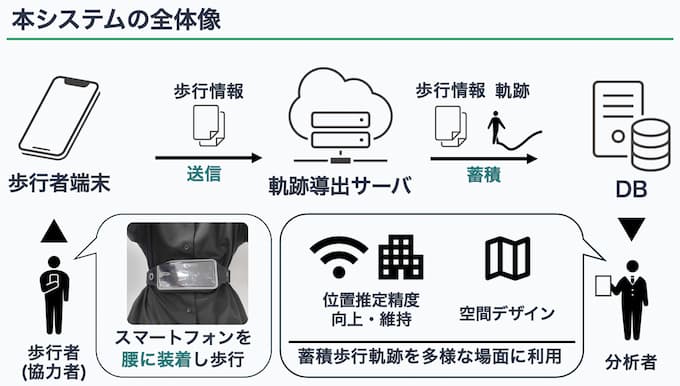 本システムの全体像
歩行情報
歩行情報 軌跡
送信
蓄積
歩行者端末
軌跡導出サーバ
DB
スマートフォンを
腰に装着し歩行
歩行者
(協力者)
位置推定精度
向上・維持
空間デザイン
蓄積歩行軌跡を多様な場面に利用
分析者